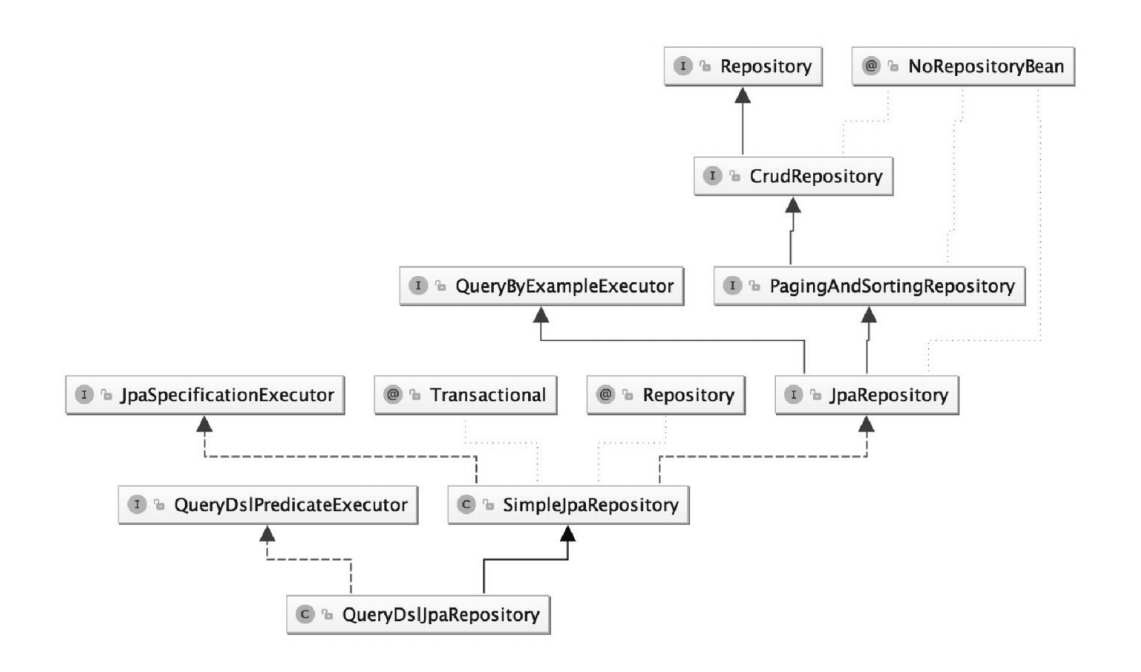 I Repository
@ NoRepositoryBean
I CrudRepository
I QueryByExampleExecutor
I PagingAndSortingRepository
I JpaSpecificationExecutor
@ Transactional
@ Repository
I JpaRepository
I QueryDslPredicateExecutor
C SimpleJpaRepository
C QueryDslJpaRepository